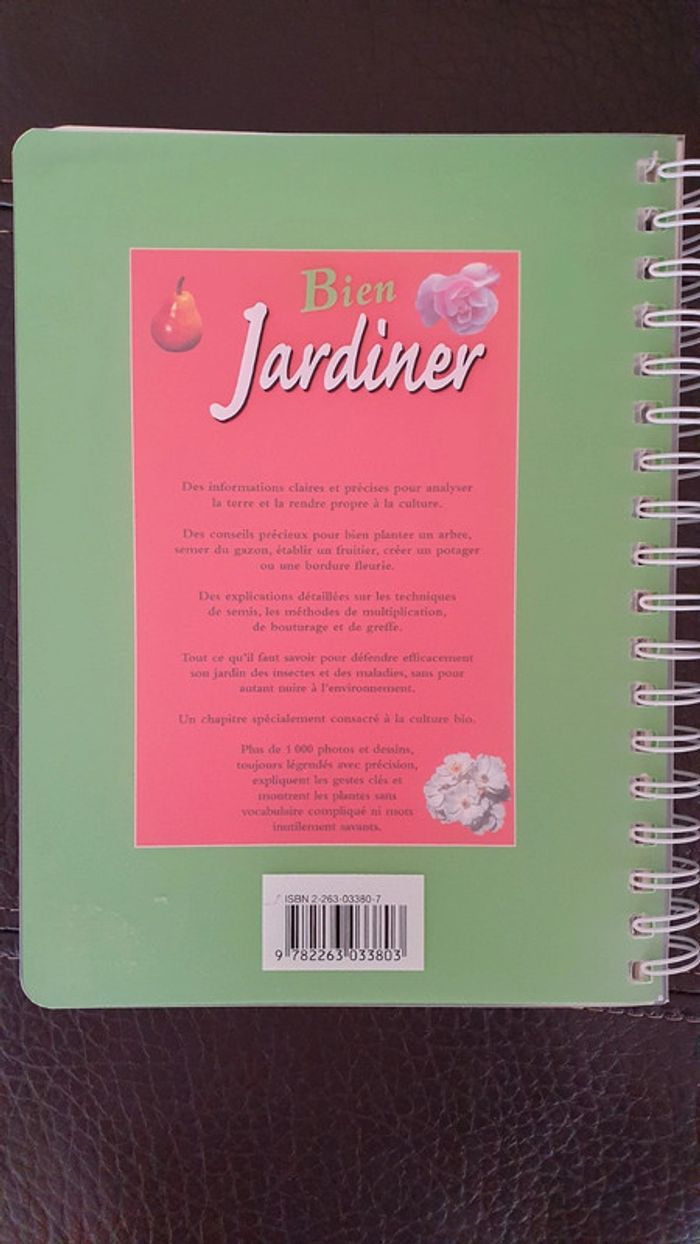 Bien
Jardiner
Des informations claires et précises pour analyser
la terre et la rendre propre à la culture.
Des conseils précieux pour bien planter un arbre,
semer du gazon, établir un fruitier, créer un potager
ou une bordure fleurie.
Des explications détaillées sur les techniques
de semis, les méthodes de multiplication,
de bouturage et de greffe.
Tout ce qu'il faut savoir pour défendre efficacement
son jardin des insectes et des maladies, sans pour
autant nuire à l'environnement.
Un chapitre spécialement consacré à la culture bio.
Plus de 1 000 photos et dessins,
toujours légendés avec précision,
expliquent les gestes clés et
montrent les plantes sans
vocabulaire compliqué ni mots
inutilement savants.
ISBN 2-263-03380-7
9 782263 033803